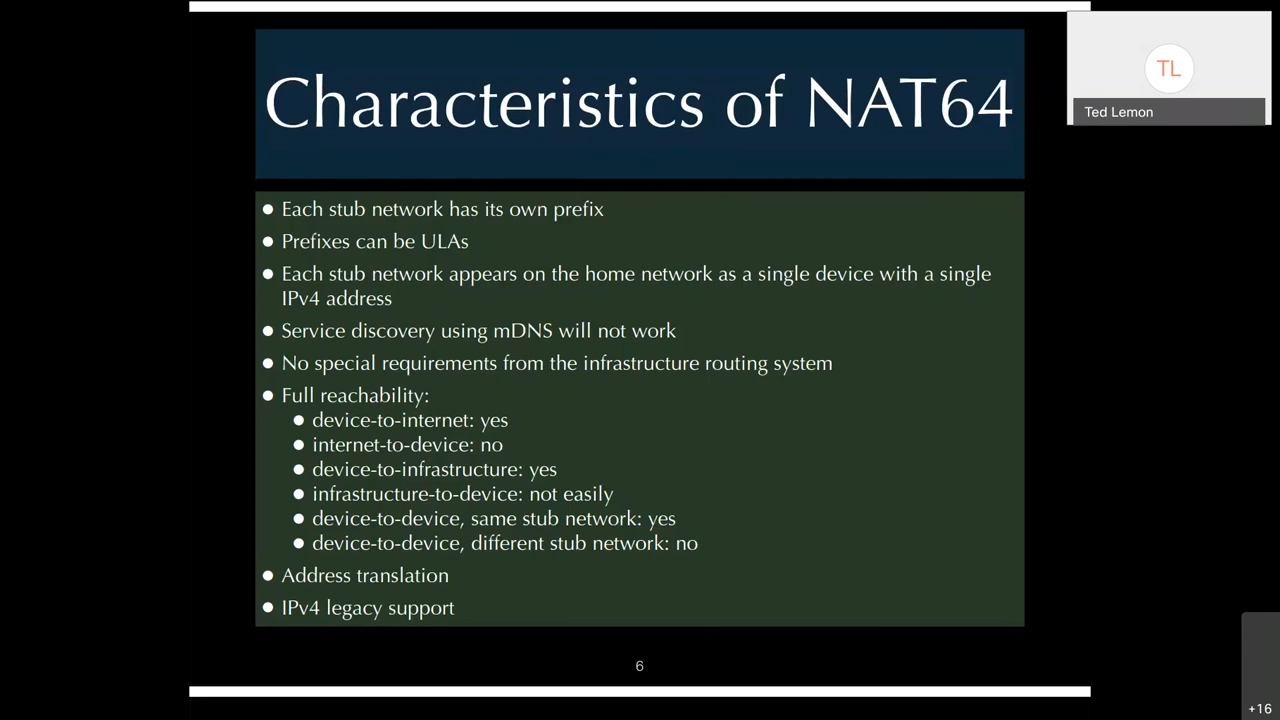 Characteristics of NAT64
TL
Ted Lemon
● Each stub network has its own prefix
● Prefixes can be ULAs
● Each stub network appears on the home network as a single device with a single
IPv4 address
● Service discovery using mDNS will not work
● No special requirements from the infrastructure routing system
● Full reachability:
● device-to-internet: yes
● internet-to-device: no
● device-to-infrastructure: yes
● infrastructure-to-device: not easily
● device-to-device, same stub network: yes
● device-to-device, different stub network: no
● Address translation
● IPv4 legacy support
6
+16